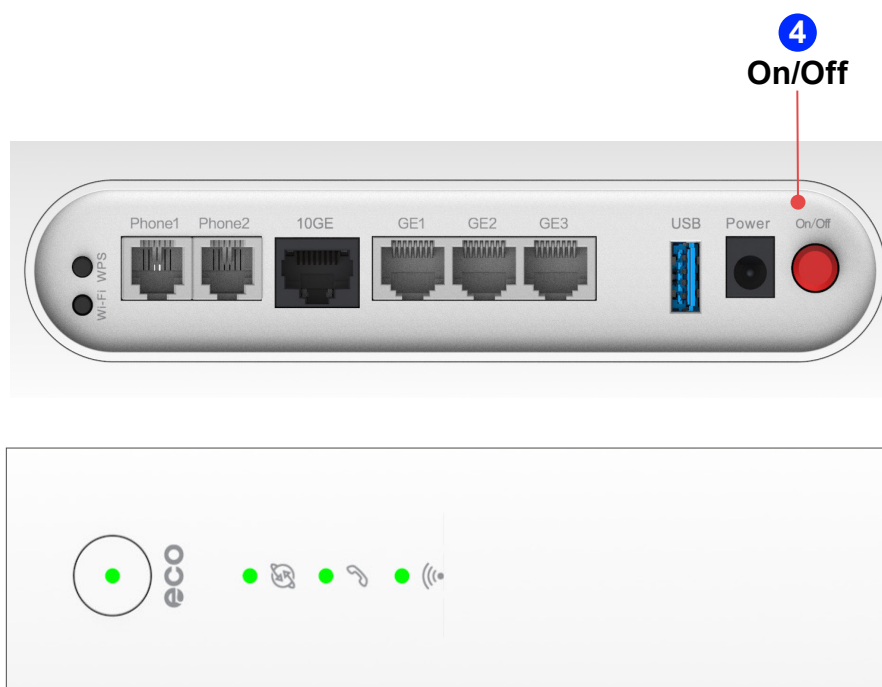 4
On/Off
Phone1 Phone2 10GE GE1 GE2 GE3 USB Power On/Off
WPS
Wi-Fi
eco